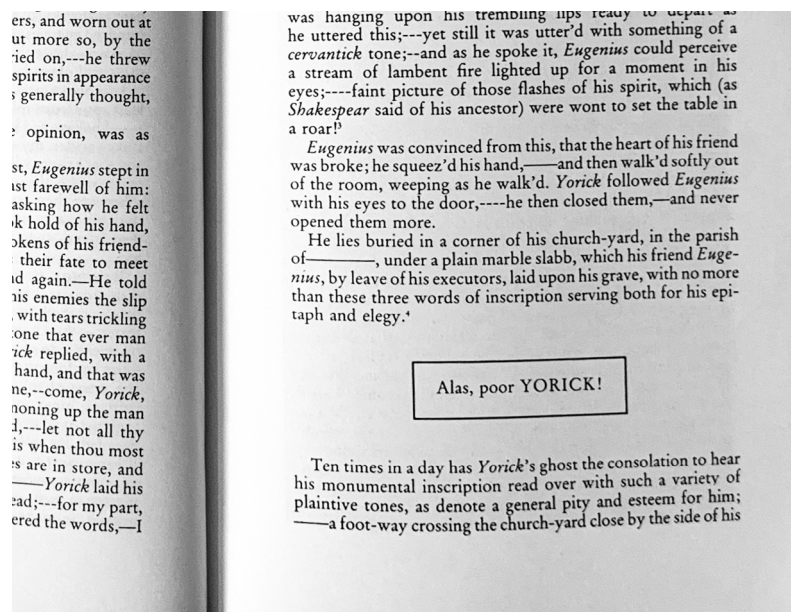 ers, and worn out at
ut more so, by the
ried on,---he threw
spirits in appearance
s generally thought,
opinion, was as
st, Eugenius stept in
ast farewell of him:
asking how he felt
ok hold of his hand,
okens of his friend-
their fate to meet
nd again.—He told
his enemies the slip
, with tears trickling
tone that ever man
rick replied, with a
hand, and that was
me,--come, Yorick,
moning up the man
d,---let not all thy
is when thou most
es are in store, and
——Yorick laid his
ead;---for my part,
ered the words,—I
was hanging upon his trembling lips ready to depart as
he uttered this;---yet still it was utter'd with something of a
cervantick tone;--and as he spoke it, Eugenius could perceive
a stream of lambent fire lighted up for a moment in his
eyes;----faint picture of those flashes of his spirit, which (as
Shakespear said of his ancestor) were wont to set the table in
a roar!³
Eugenius was convinced from this, that the heart of his friend
was broke; he squeez'd his hand,——and then walk'd softly out
of the room, weeping as he walk'd. Yorick followed Eugenius
with his eyes to the door,----he then closed them,—and never
opened them more.
He lies buried in a corner of his church-yard, in the parish
of————, under a plain marble slabb, which his friend Euge-
nius, by leave of his executors, laid upon his grave, with no more
than these three words of inscription serving both for his epi-
taph and elegy.⁴
Alas, poor YORICK!
Ten times in a day has Yorick's ghost the consolation to hear
his monumental inscription read over with such a variety of
plaintive tones, as denote a general pity and esteem for him;
——a foot-way crossing the church-yard close by the side of his